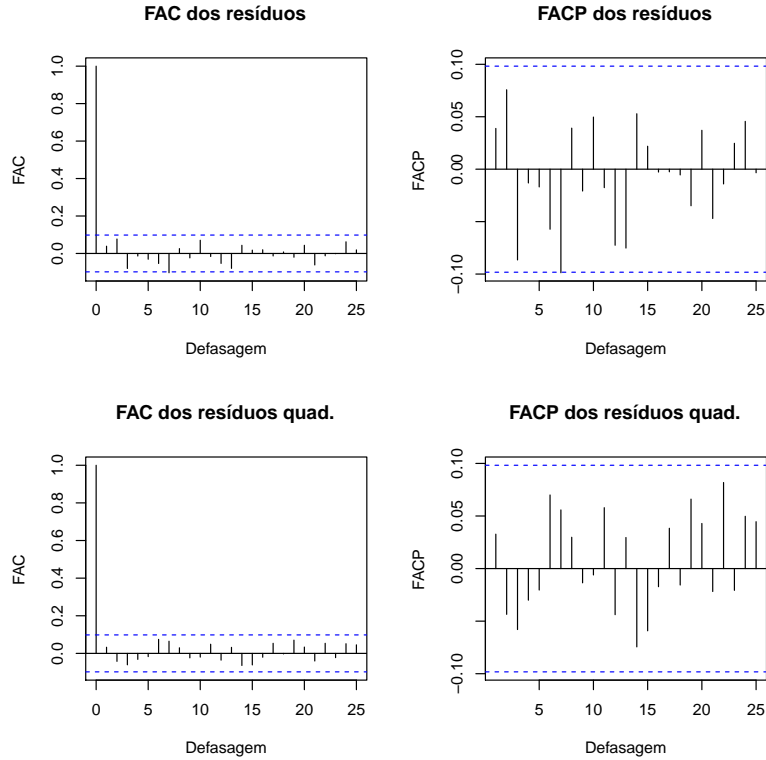 FAC dos resíduos
FACP dos resíduos
FAC
1.0
0.8
0.6
0.4
0.2
0.0
0 5 10 15 20 25
Defasagem
FACP
0.10
0.05
0.00
−0.10
5 10 15 20 25
Defasagem
FAC dos resíduos quad.
FACP dos resíduos quad.
FAC
1.0
0.8
0.6
0.4
0.2
0.0
0 5 10 15 20 25
Defasagem
FACP
0.10
0.05
0.00
−0.10
5 10 15 20 25
Defasagem